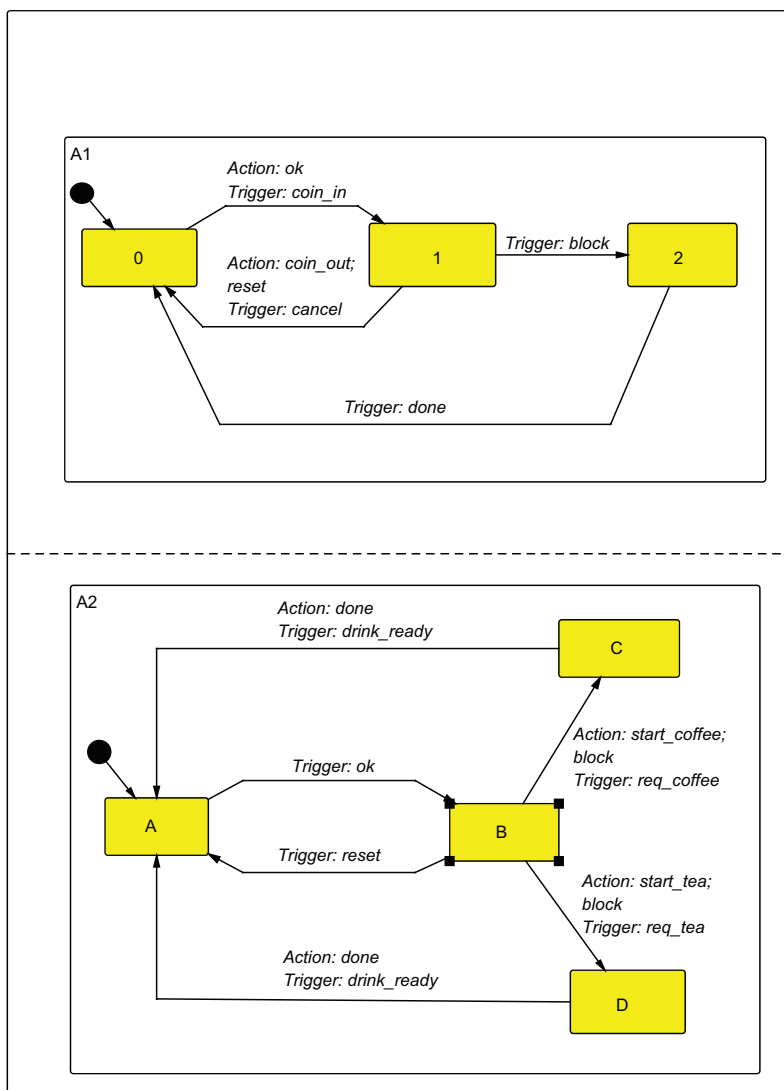 A1
Action: ok
Trigger: coin_in
0
Action: coin_out;
reset
Trigger: cancel
1
Trigger: block
2
Trigger: done
A2
Action: done
Trigger: drink_ready
C
Action: start_coffee;
block
Trigger: req_coffee
Trigger: ok
A
B
Trigger: reset
Action: start_tea;
block
Trigger: req_tea
Action: done
Trigger: drink_ready
D